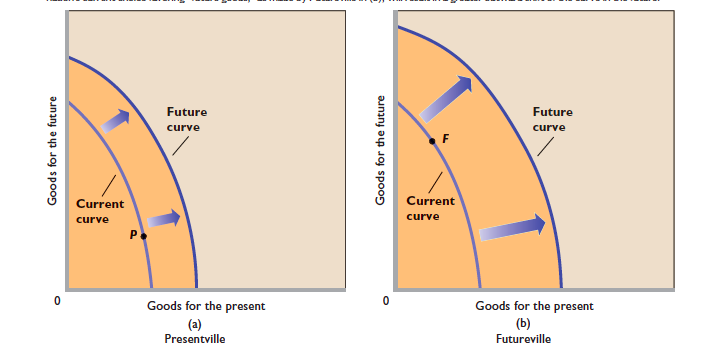 Goods for the future
Future
curve
Current
curve
P
0
Goods for the present
(a)
Presentville
Goods for the future
Future
curve
F
Current
curve
0
Goods for the present
(b)
Futureville